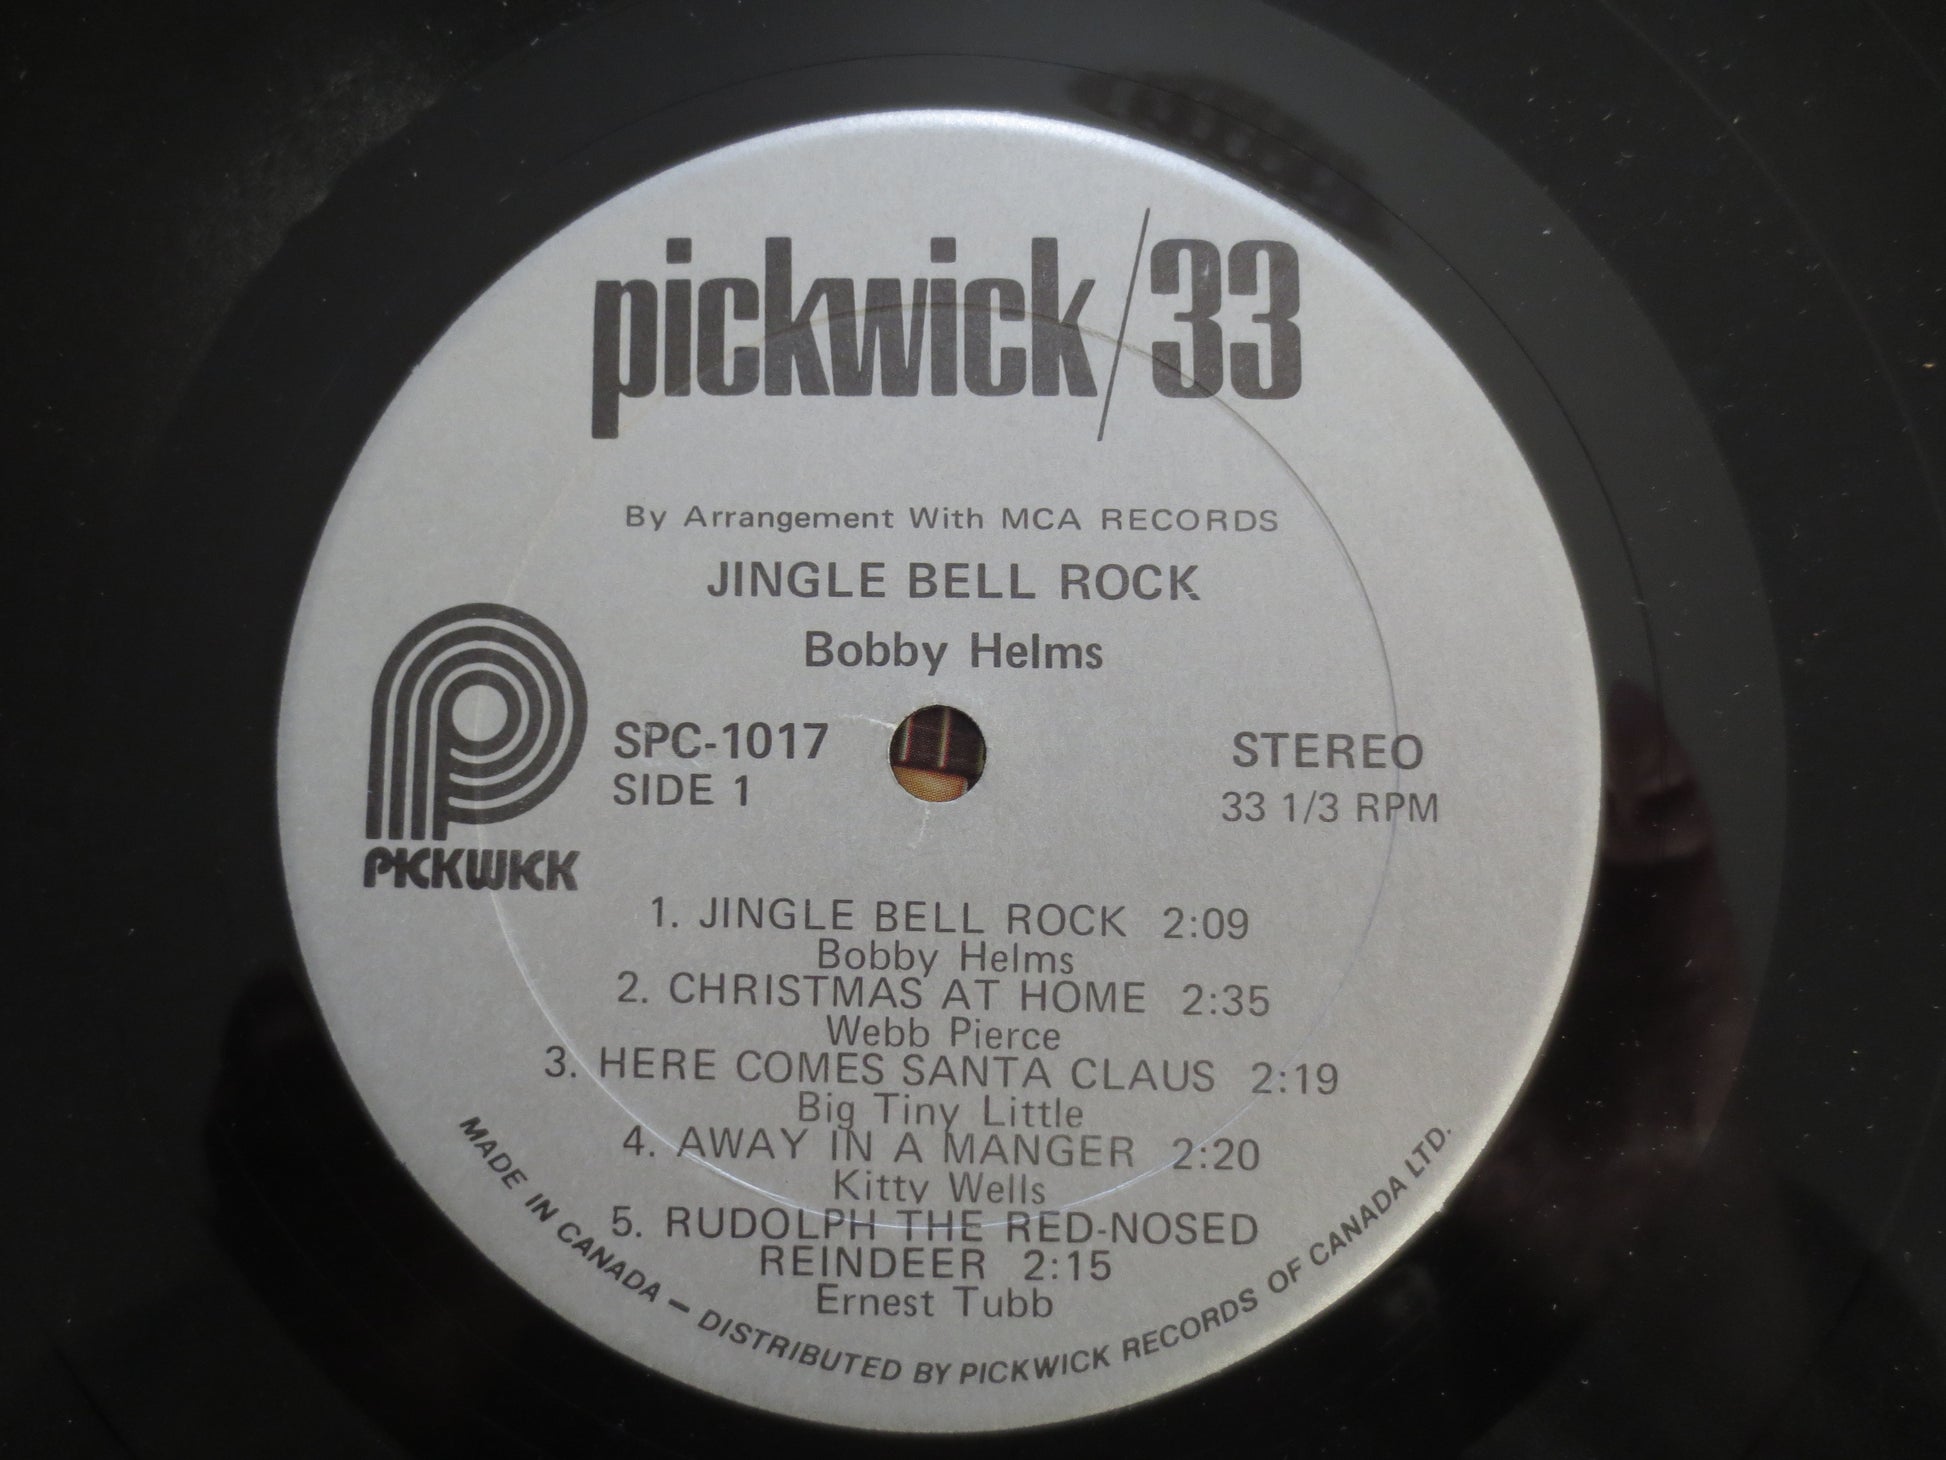 pickwick/33
By Arrangement With MCA RECORDS
JINGLE BELL ROCK
Bobby Helms
PICKWICK
SPC-1017
SIDE 1
STEREO
33 1/3 RPM
1. JINGLE BELL ROCK 2:09
Bobby Helms
2. CHRISTMAS AT HOME 2:35
Webb Pierce
3. HERE COMES SANTA CLAUS 2:19
Big Tiny Little
4. AWAY IN A MANGER 2:20
Kitty Wells
5. RUDOLPH THE RED-NOSED
REINDEER 2:15
Ernest Tubb
MADE IN CANADA – DISTRIBUTED BY PICKWICK RECORDS OF CANADA LTD.